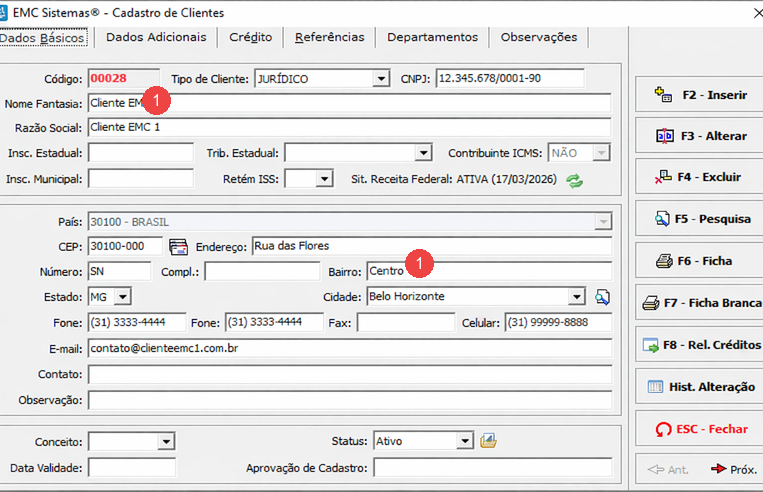 EMC Sistemas® - Cadastro de Clientes
Dados Básicos
Dados Adicionais
Crédito
Referências
Departamentos
Observações
Código: 00028 Tipo de Cliente: JURÍDICO CNPJ: 12.345.678/0001-90
Nome Fantasia: Cliente EM 1
Razão Social: Cliente EMC 1
Insc. Estadual: Trib. Estadual: Contribuinte ICMS: NÃO
Insc. Municipal: Retém ISS: Sit. Receita Federal: ATIVA (17/03/2026)
País: 30100 - BRASIL
CEP: 30100-000 Endereço: Rua das Flores
Número: SN Compl.: Bairro: Centro 1
Estado: MG Cidade: Belo Horizonte
Fone: (31) 3333-4444 Fone: (31) 3333-4444 Fax: Celular: (31) 99999-8888
E-mail: contato@clienteemc1.com.br
Contato:
Observação:
Conceito: Status: Ativo
Data Validade: Aprovação de Cadastro:
F2 - Inserir
F3 - Alterar
F4 - Excluir
F5 - Pesquisa
F6 - Ficha
F7 - Ficha Branca
F8 - Rel. Créditos
Hist. Alteração
ESC - Fechar
Ant. Próx.